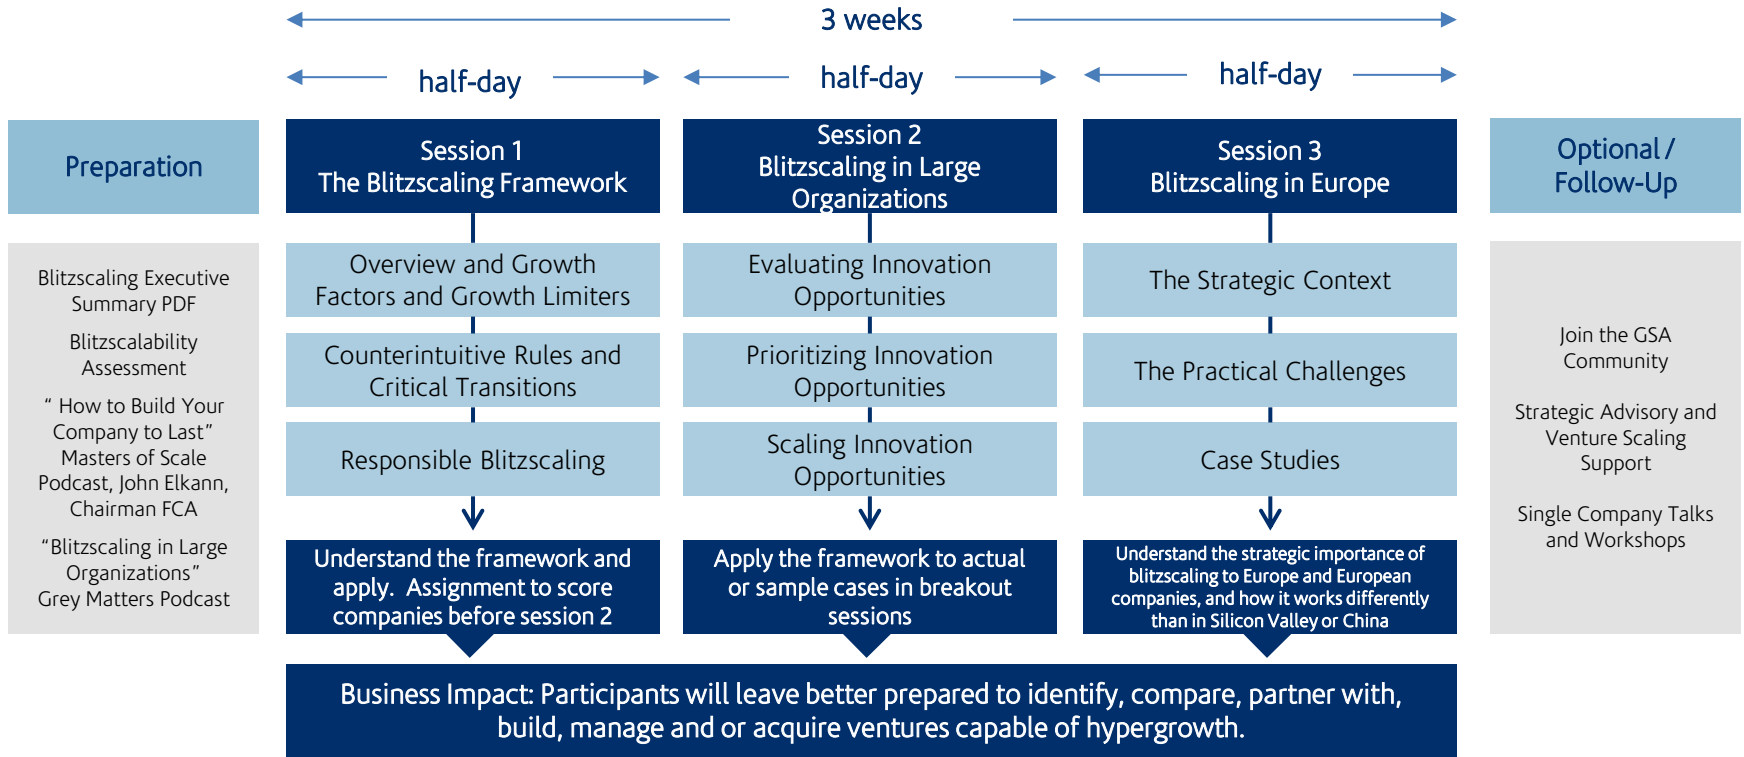 3 weeks
half-day
half-day
half-day
Preparation
Session 1
The Blitzscaling Framework
Session 2
Blitzscaling in Large
Organizations
Session 3
Blitzscaling in Europe
Optional /
Follow-Up
Blitzscaling Executive
Summary PDF
Blitzscalability
Assessment
“ How to Build Your
Company to Last”
Masters of Scale
Podcast, John Elkann,
Chairman FCA
“Blitzscaling in Large
Organizations”
Grey Matters Podcast
Overview and Growth
Factors and Growth Limiters
Counterintuitive Rules and
Critical Transitions
Responsible Blitzscaling
Understand the framework and
apply.  Assignment to score
companies before session 2
Evaluating Innovation
Opportunities
Prioritizing Innovation
Opportunities
Scaling Innovation
Opportunities
Apply the framework to actual
or sample cases in breakout
sessions
The Strategic Context
The Practical Challenges
Case Studies
Understand the strategic importance of
blitzscaling to Europe and European
companies, and how it works differently
than in Silicon Valley or China
Join the GSA
Community
Strategic Advisory and
Venture Scaling
Support
Single Company Talks
and Workshops
Business Impact: Participants will leave better prepared to identify, compare, partner with,
build, manage and or acquire ventures capable of hypergrowth.